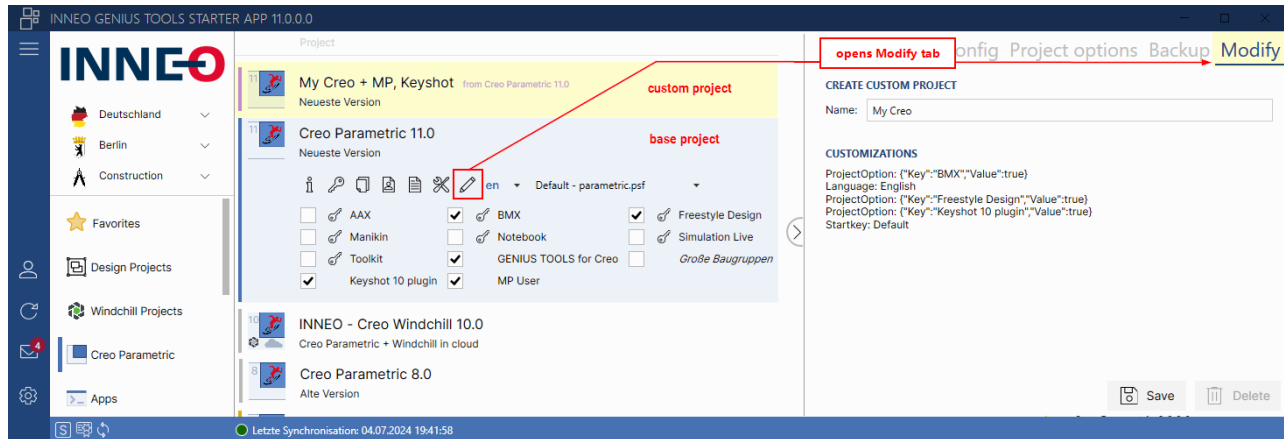 INNEO GENIUS TOOLS STARTER APP 11.0.0.0
INNEO
Deutschland
Berlin
Construction
Favorites
Design Projects
Windchill Projects
4
Creo Parametric
Apps
Project
11
My Creo + MP, Keyshot from Creo Parametric 11.0
Neueste Version
custom project
11
Creo Parametric 11.0
Neueste Version
base project
en
Default - parametric.psf
AAX
BMX
Freestyle Design
Manikin
Notebook
Simulation Live
Toolkit
GENIUS TOOLS for Creo
Große Baugruppen
Keyshot 10 plugin
MP User
10
INNEO - Creo Windchill 10.0
Creo Parametric + Windchill in cloud
8
Creo Parametric 8.0
Alte Version
opens Modify tab
onfig Project options Backup Modify
CREATE CUSTOM PROJECT
Name: My Creo
CUSTOMIZATIONS
ProjectOption: {"Key":"BMX","Value":true}
Language: English
ProjectOption: {"Key":"Freestyle Design","Value":true}
ProjectOption: {"Key":"Keyshot 10 plugin","Value":true}
Startkey: Default
Save
Delete
S
Letzte Synchronisation: 04.07.2024 19:41:58